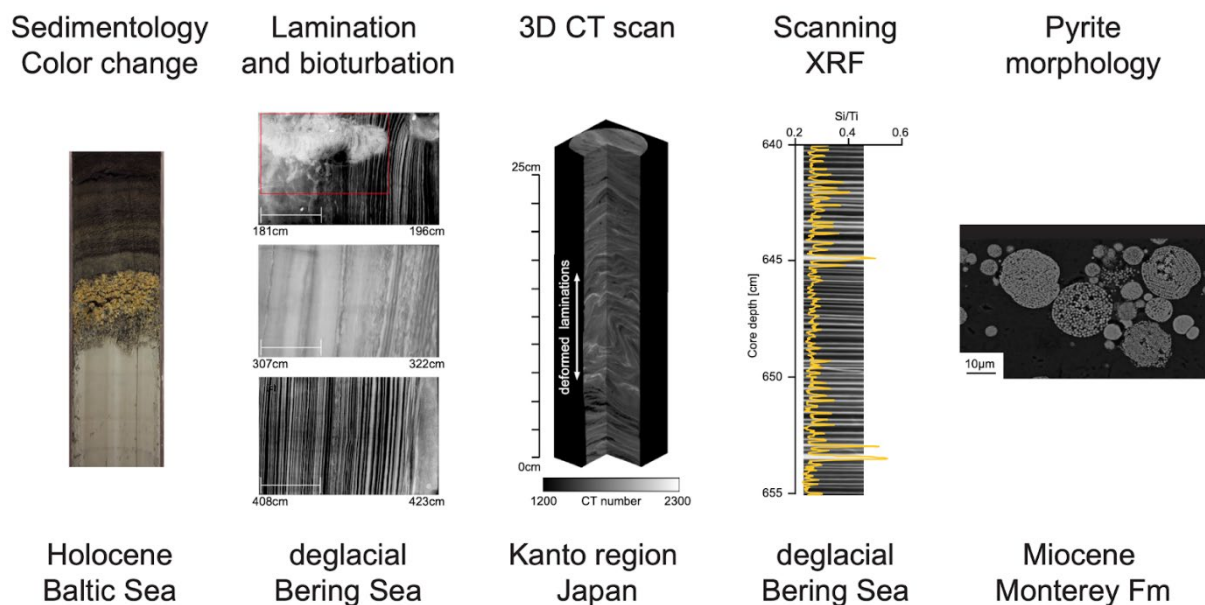 Sedimentology
Color change
Lamination
and bioturbation
3D CT scan
Scanning
XRF
Pyrite
morphology
181cm 196cm
307cm 322cm
408cm 423cm
25cm
deformed laminations
0cm
1200 CT number 2300
Si/Ti
0.2 0.4 0.6
640
645
Core depth [cm]
650
655
10µm
Holocene
Baltic Sea
deglacial
Bering Sea
Kanto region
Japan
deglacial
Bering Sea
Miocene
Monterey Fm